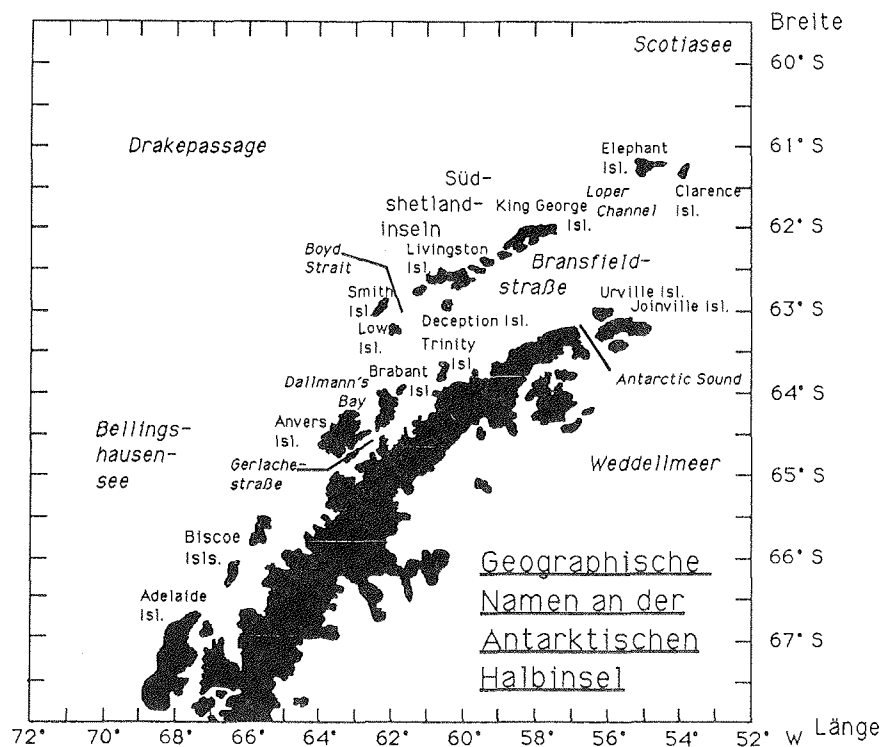 Breite
Scotiasee
60° S
Drakepassage
61° S
Elephant
Isl.
Loper
Channel
Clarence
Isl.
Süd-
shetland-
inseln
King George
Isl.
62° S
Boyd
Strait
Livingston
Isl.
Bransfield-
straße
Smith
Isl.
Urville Isl.
Joinville Isl.
63° S
Low
Isl.
Deception Isl.
Trinity
Isl.
Antarctic Sound
Dallmann's
Bay
Brabant
Isl.
64° S
Anvers
Isl.
Bellings-
hausen-
see
Gerlache-
straße
Weddellmeer
65° S
Biscoe
Isls.
66° S
Geographische
Namen an der
Antarktischen
Halbinsel
Adelaide
Isl.
67° S
72° 70° 68° 66° 64° 62° 60° 58° 56° 54° 52° W Länge